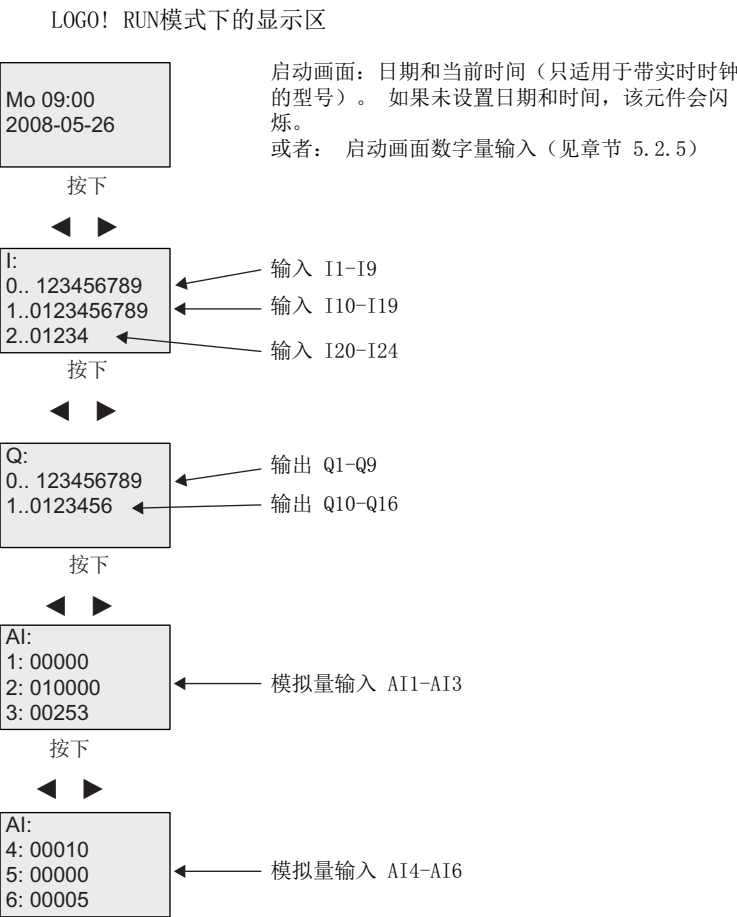 LOGO! RUN模式下的显示区
Mo 09:00
2008-05-26
启动画面：日期和当前时间（只适用于带实时时钟
的型号）。 如果未设置日期和时间，该元件会闪
烁。
或者： 启动画面数字量输入（见章节 5.2.5）
按下
I:
0.. 123456789
1..0123456789
2..01234
输入 I1-I9
输入 I10-I19
输入 I20-I24
按下
Q:
0.. 123456789
1..0123456
输出 Q1-Q9
输出 Q10-Q16
按下
AI:
1: 00000
2: 010000
3: 00253
模拟量输入 AI1-AI3
按下
AI:
4: 00010
5: 00000
6: 00005
模拟量输入 AI4-AI6